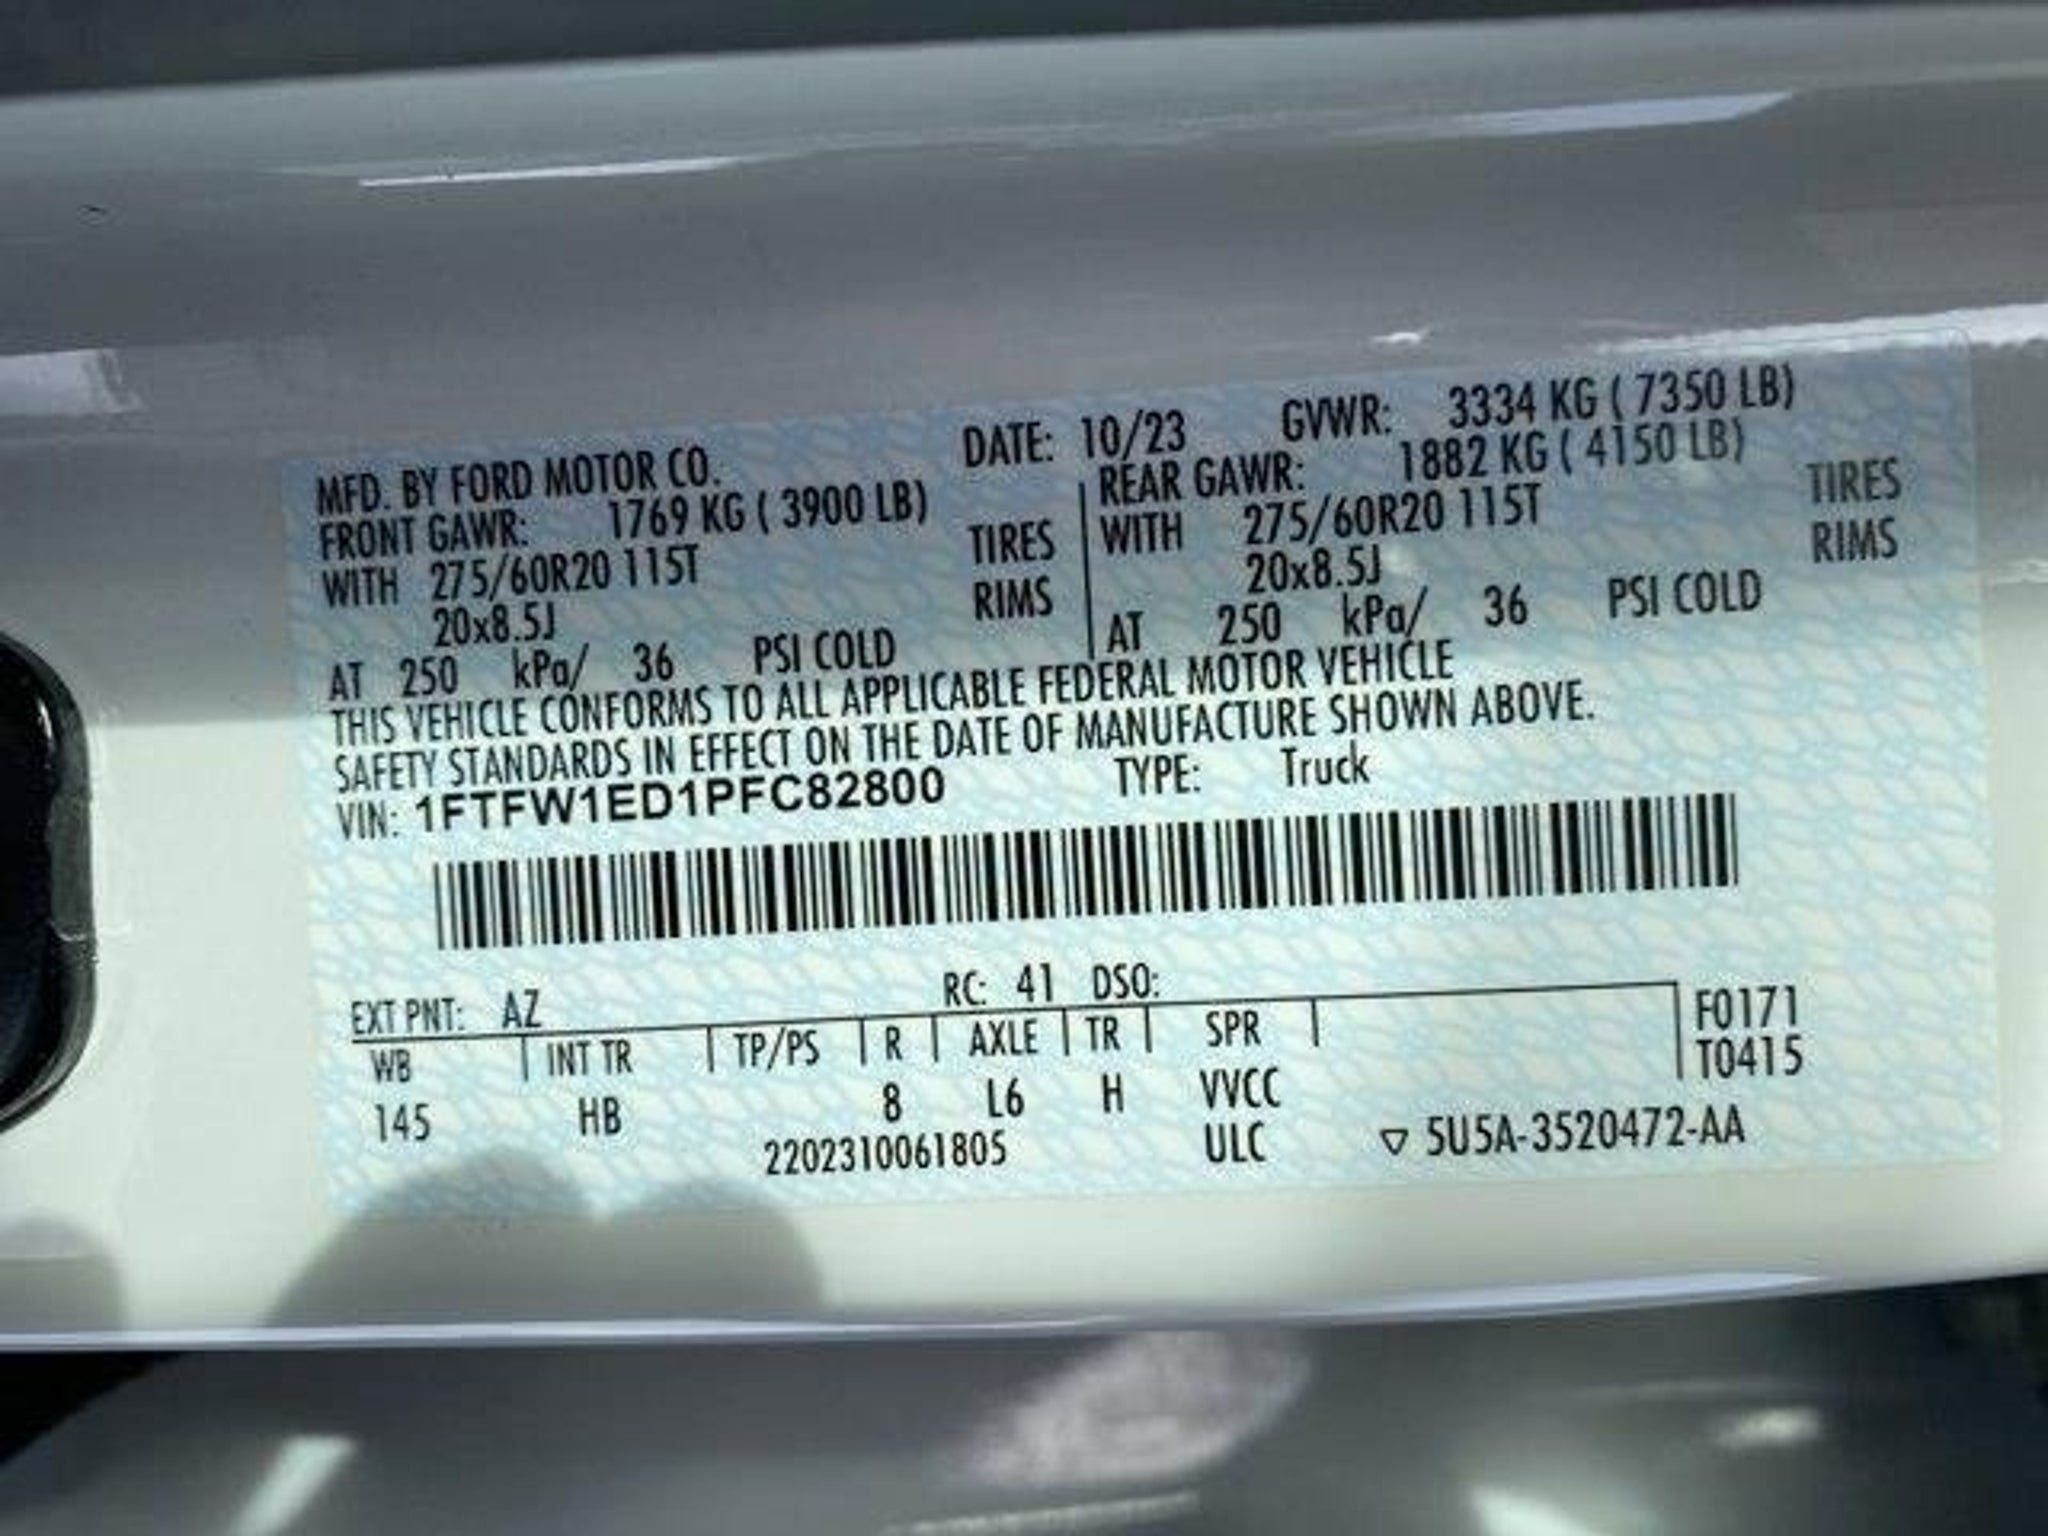 MFD. BY FORD MOTOR CO. DATE: 10/23 GVWR: 3334 KG ( 7350 LB)
FRONT GAWR: 1769 KG ( 3900 LB) REAR GAWR: 1882 KG ( 4150 LB)
WITH 275/60R20 115T TIRES WITH 275/60R20 115T TIRES
20x8.5J RIMS 20x8.5J RIMS
AT 250 kPa/ 36 PSI COLD AT 250 kPa/ 36 PSI COLD
THIS VEHICLE CONFORMS TO ALL APPLICABLE FEDERAL MOTOR VEHICLE
SAFETY STANDARDS IN EFFECT ON THE DATE OF MANUFACTURE SHOWN ABOVE.
VIN: 1FTFW1ED1PFC82800 TYPE: Truck
EXT PNT: AZ RC: 41 DSO:
WB INT TR TP/PS R AXLE TR SPR F0171
T0415
145 HB 8 L6 H VVCC
2202310061805 ULC ▽ 5U5A-3520472-AA